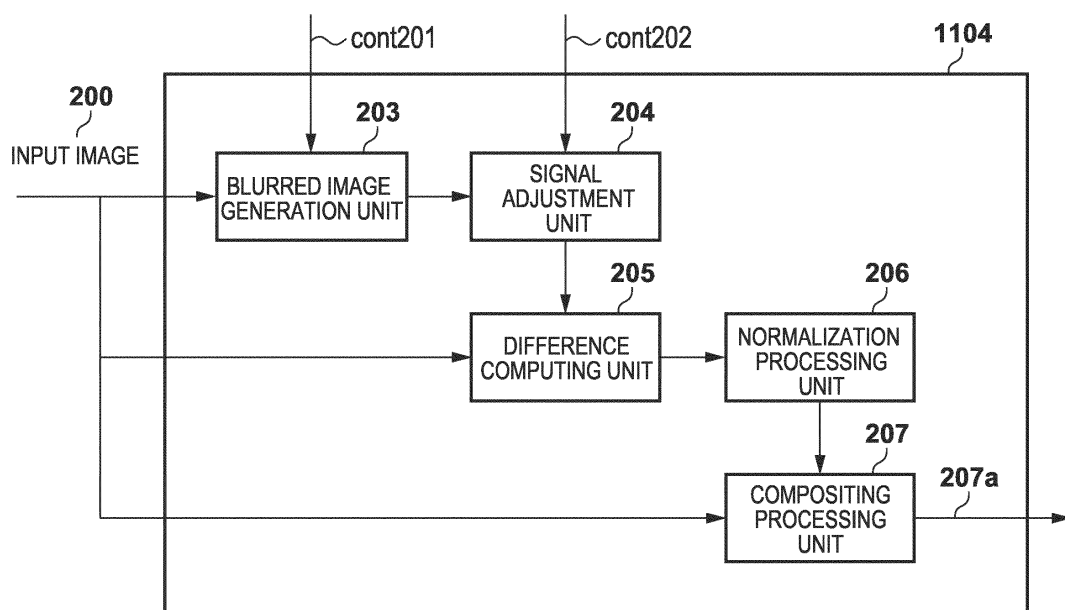 cont201
cont202
1104
200
INPUT IMAGE
203
BLURRED IMAGE
GENERATION UNIT
204
SIGNAL
ADJUSTMENT
UNIT
205
DIFFERENCE
COMPUTING UNIT
206
NORMALIZATION
PROCESSING
UNIT
207
COMPOSITING
PROCESSING
UNIT
207a